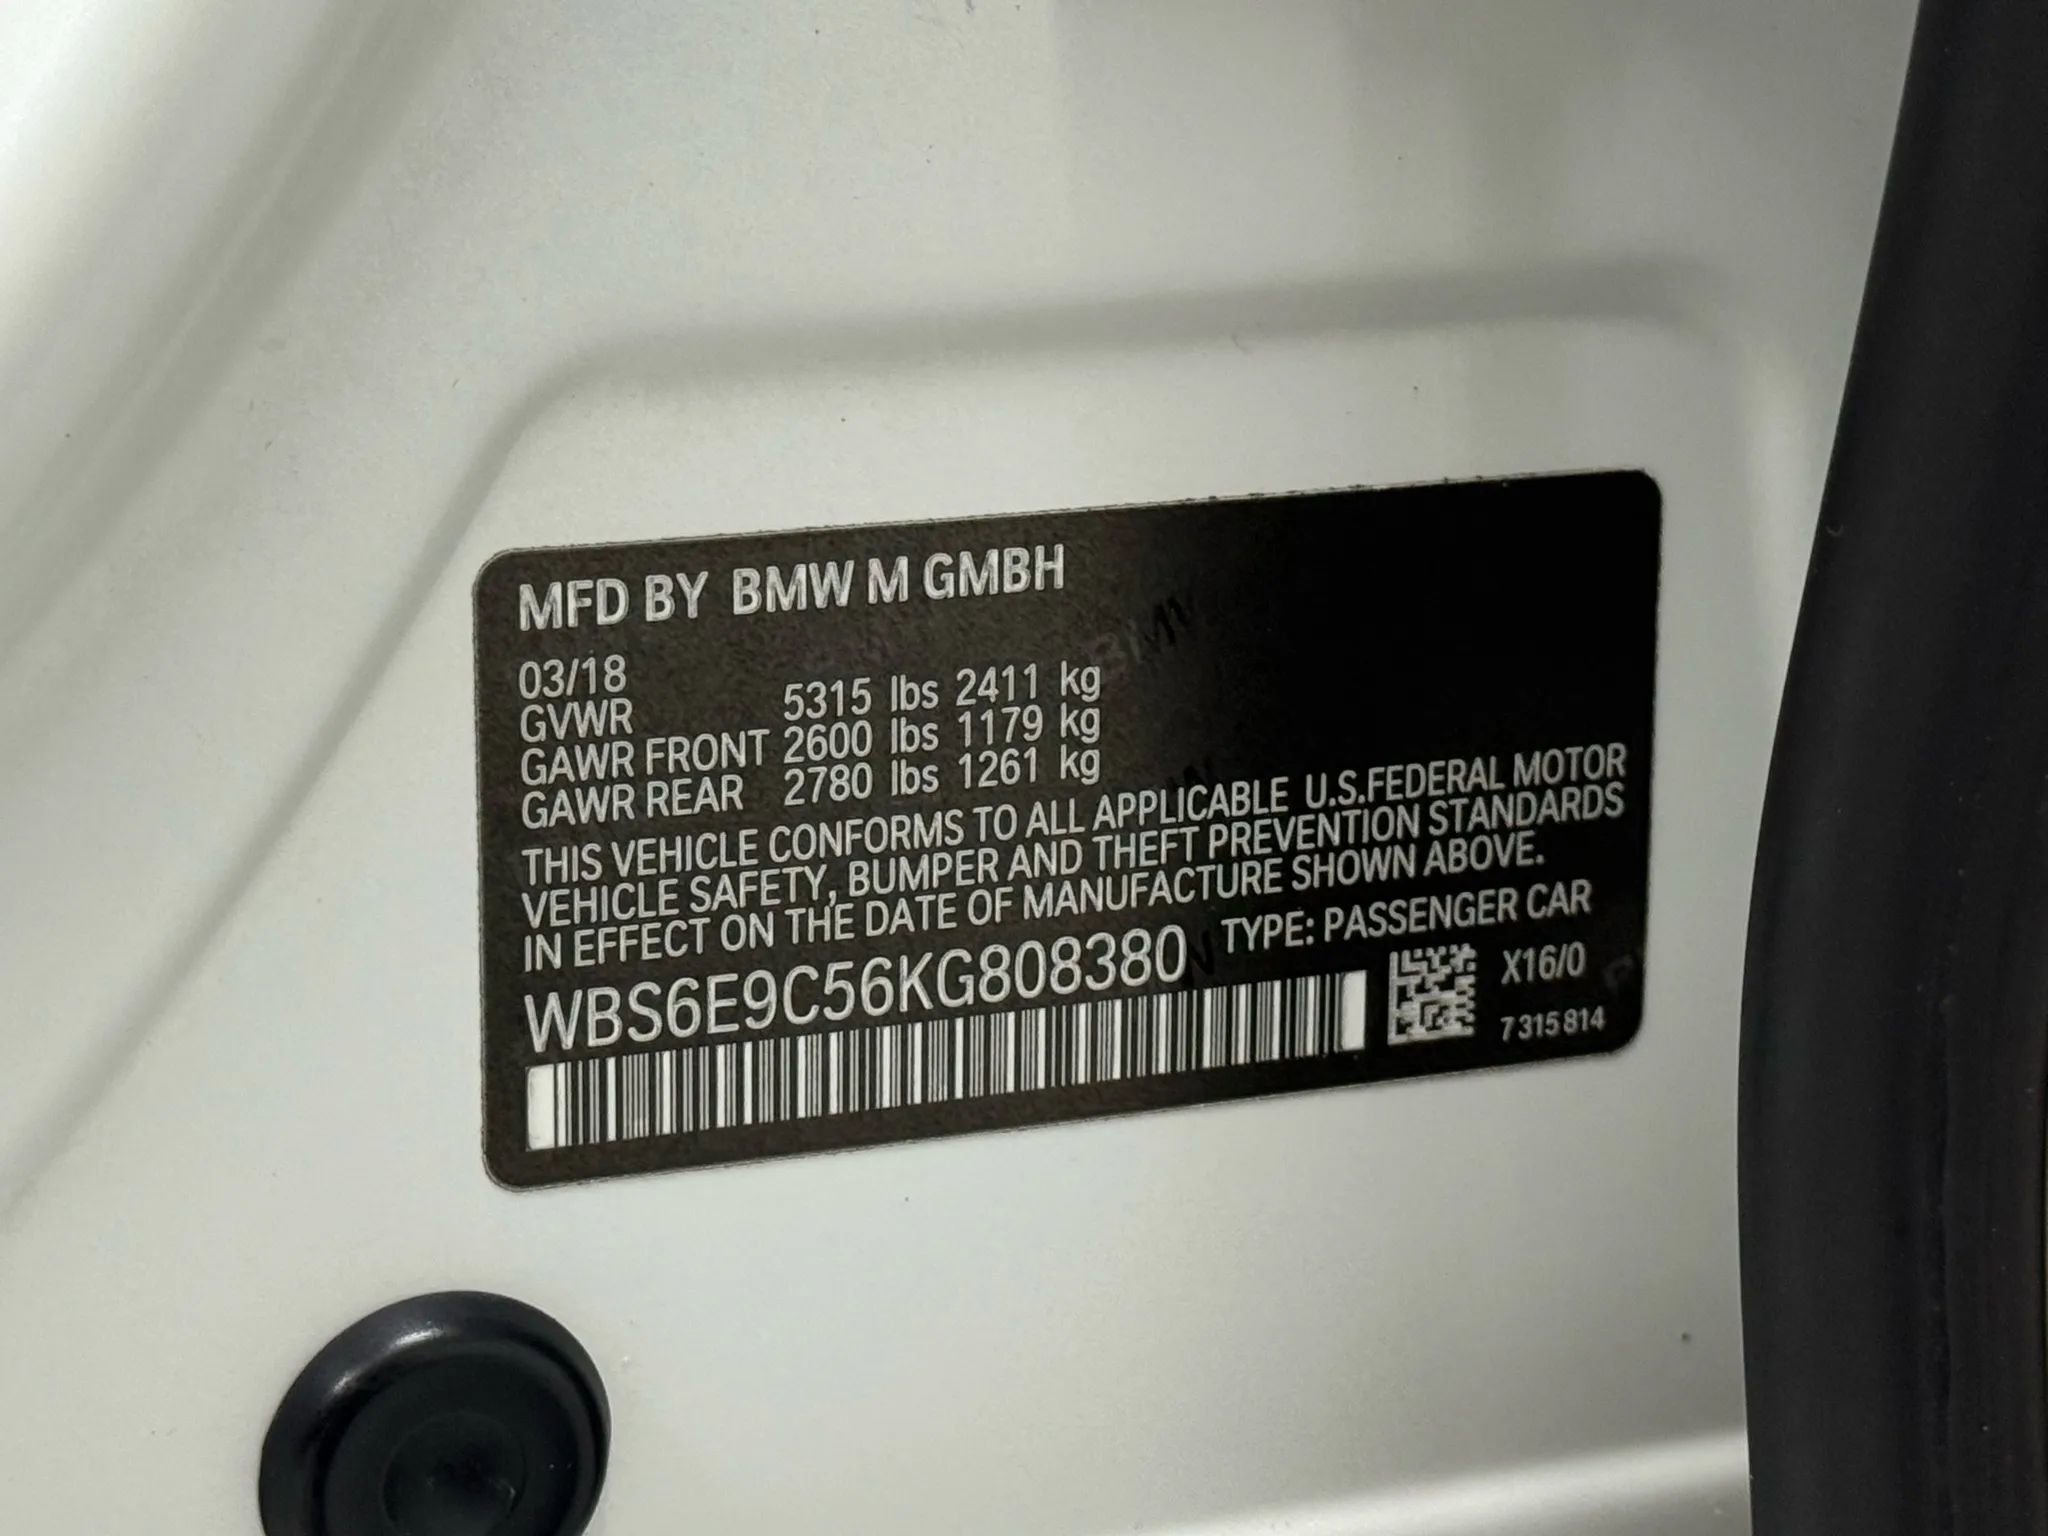 MFD BY BMW M GMBH
03/18
GVWR 5315 lbs 2411 kg
GAWR FRONT 2600 lbs 1179 kg
GAWR REAR 2780 lbs 1261 kg
THIS VEHICLE CONFORMS TO ALL APPLICABLE U.S.FEDERAL MOTOR
VEHICLE SAFETY, BUMPER AND THEFT PREVENTION STANDARDS
IN EFFECT ON THE DATE OF MANUFACTURE SHOWN ABOVE.
WBS6E9C56KG808380 TYPE: PASSENGER CAR
X16/0
7 315 814
BMW